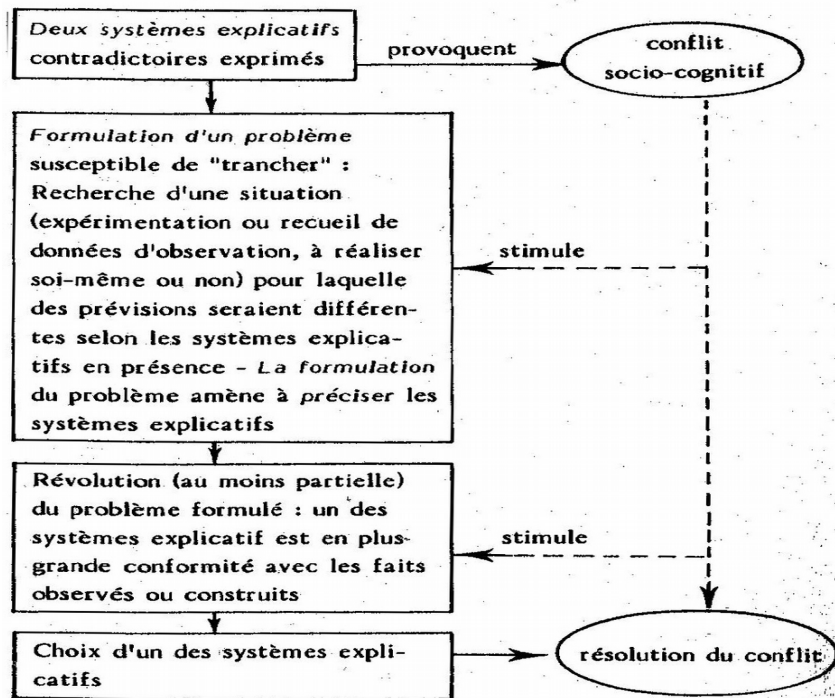 Deux systèmes explicatifs
contradictoires exprimés
provoquent
conflit
socio-cognitif
Formulation d'un problème
susceptible de "trancher" :
Recherche d'une situation
(expérimentation ou recueil de
données d'observation, à réaliser
soi-même ou non) pour laquelle
des prévisions seraient différen-
tes selon les systèmes explica-
tifs en présence - La formulation
du problème amène à préciser les
systèmes explicatifs
stimule
Révolution (au moins partielle)
du problème formulé : un des
systèmes explicatif est en plus-
grande conformité avec les faits
observés ou construits
stimule
Choix d'un des systèmes expli-
catifs
résolution du conflit